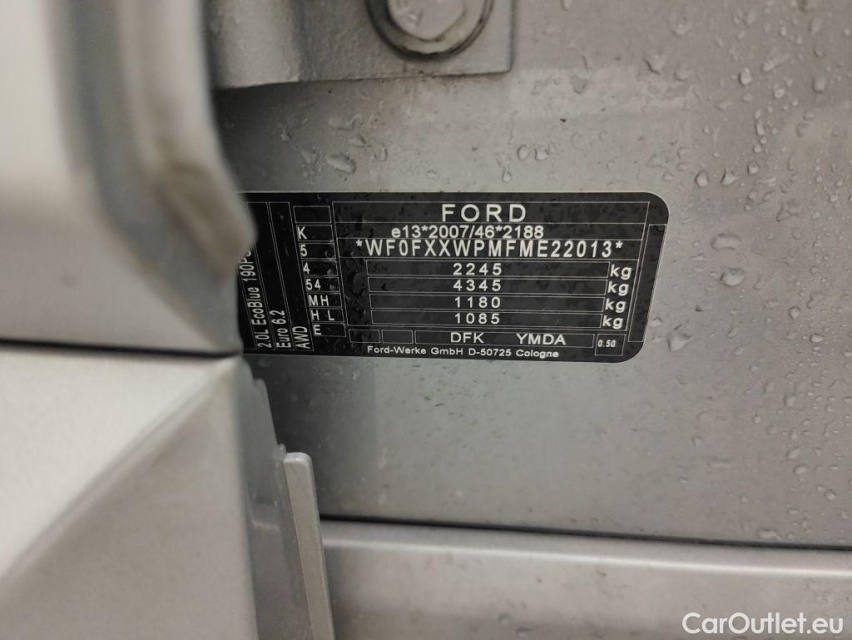 FORD
e13*2007/46*2188
*WF0FXXWPMFME22013*
2245 kg
4345 kg
1180 kg
1085 kg
DFK YMDA 0.50
Ford-Werke GmbH D-50725 Cologne
K
5
4
54
MH
H L
E
2.0L EcoBlue 190PS
Euro 6.2
AWD
CarOutlet.eu